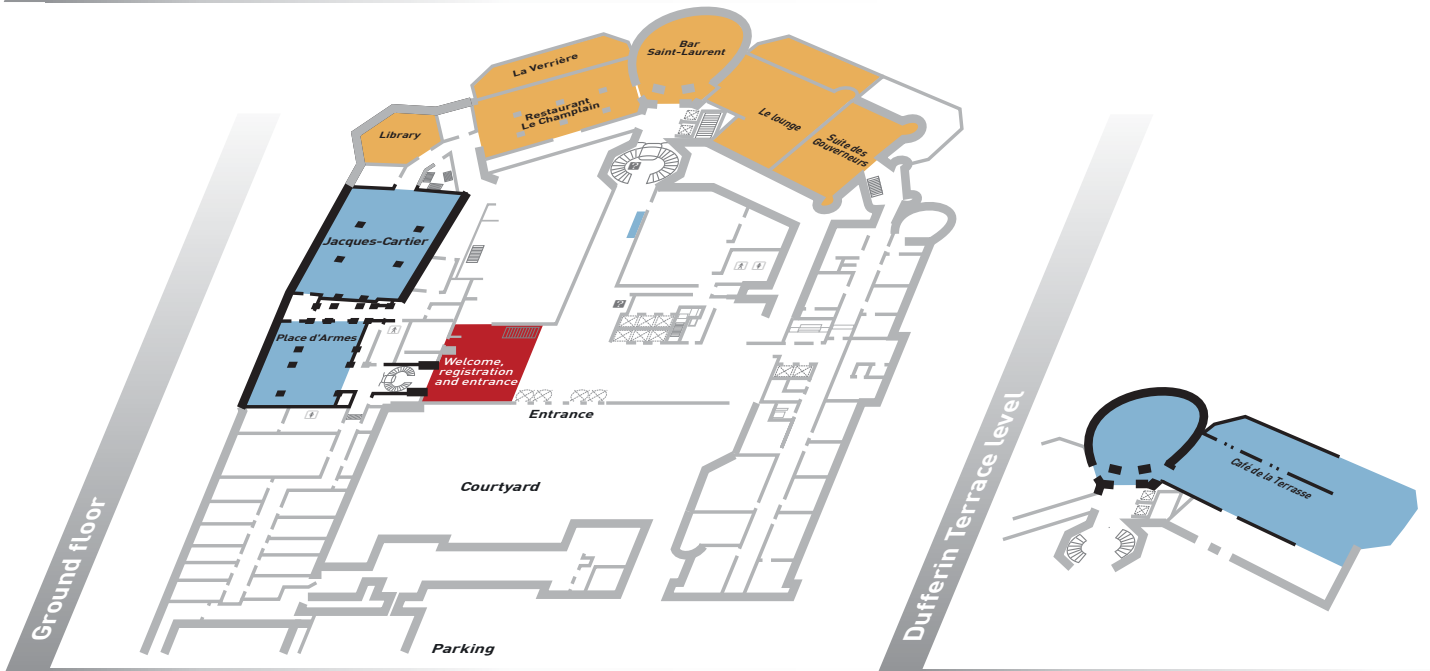 Bar
Saint-Laurent
La Verrière
Restaurant
Le Champlain
Le lounge
Suite des
Gouverneurs
Library
Jacques-Cartier
Place d'Armes
Welcome,
registration
and entrance
Entrance
Courtyard
Parking
Ground floor
Café de la Terrasse
Dufferin Terrace level